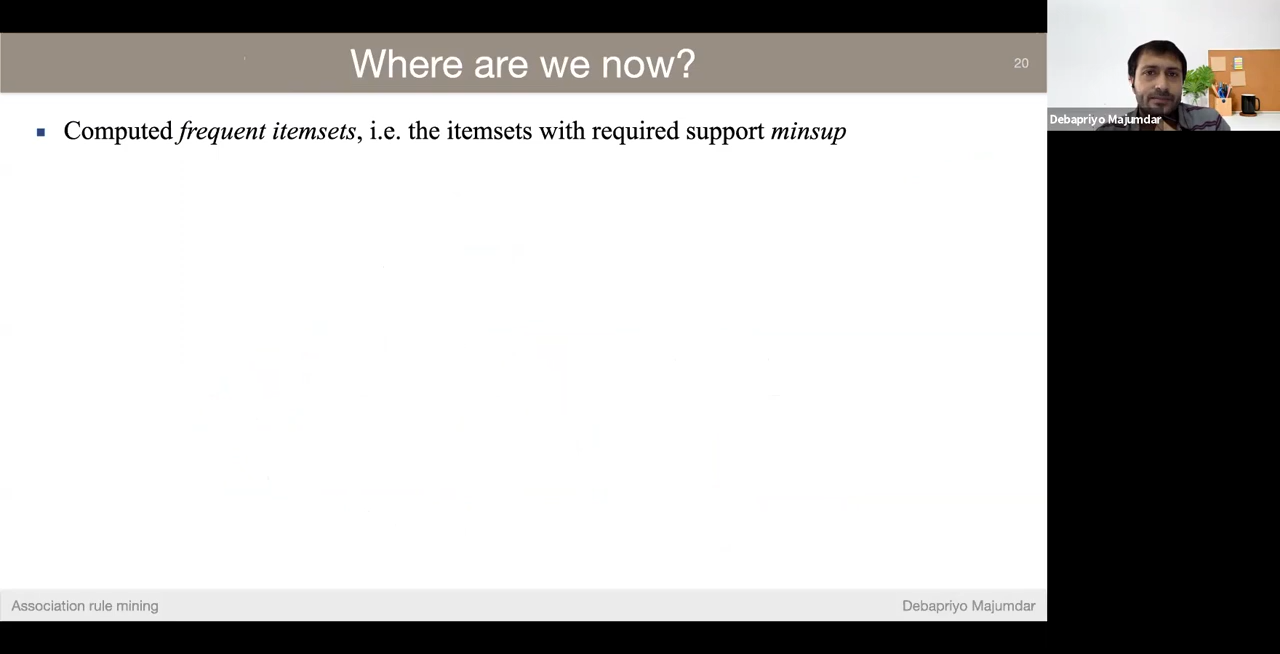 Where are we now?
20
Computed frequent itemsets, i.e. the itemsets with required support minsup
Debapriyo Majumdar
Association rule mining
Debapriyo Majumdar